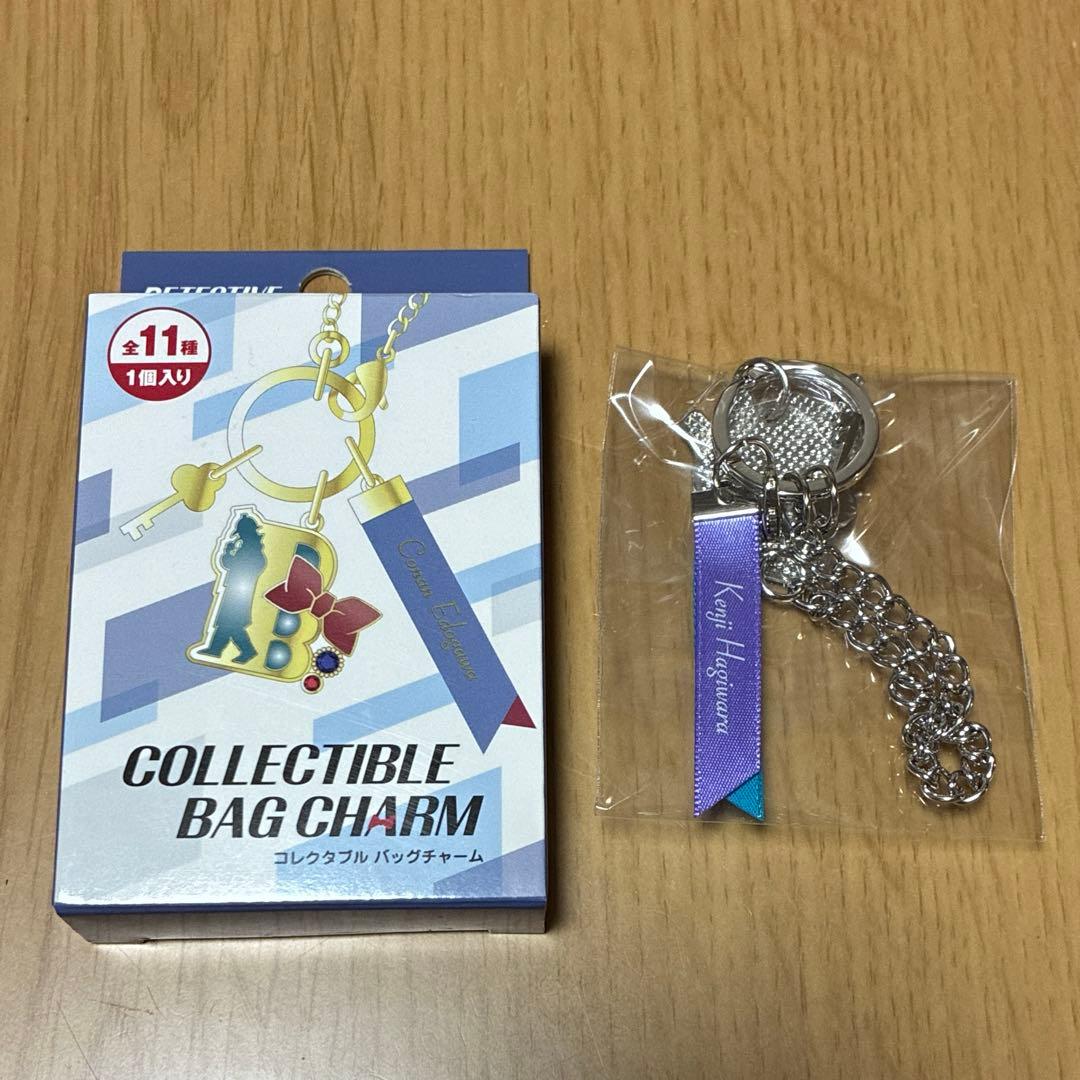 DETECTIVE
全11種
1個入り
Conan Edogawa
COLLECTIBLE
BAG CHARM
コレクタブル バッグチャーム
Kenji Hagiwara